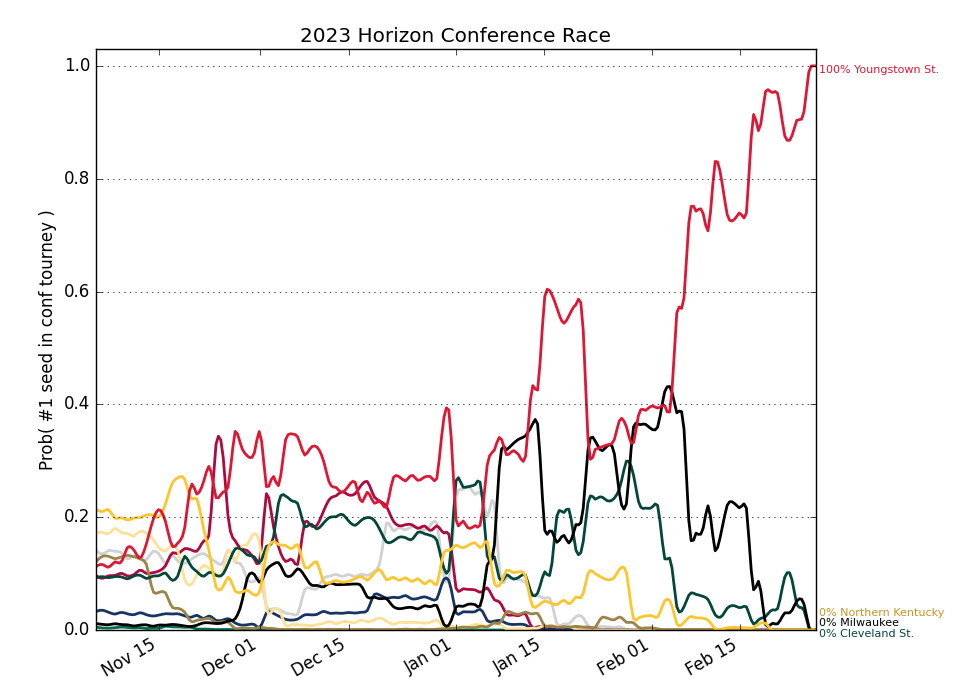 2023 Horizon Conference Race
Prob( #1 seed in conf tourney )
1.0
0.8
0.6
0.4
0.2
0.0
Nov 15
Dec 01
Dec 15
Jan 01
Jan 15
Feb 01
Feb 15
100% Youngstown St.
0% Northern Kentucky
0% Milwaukee
0% Cleveland St.